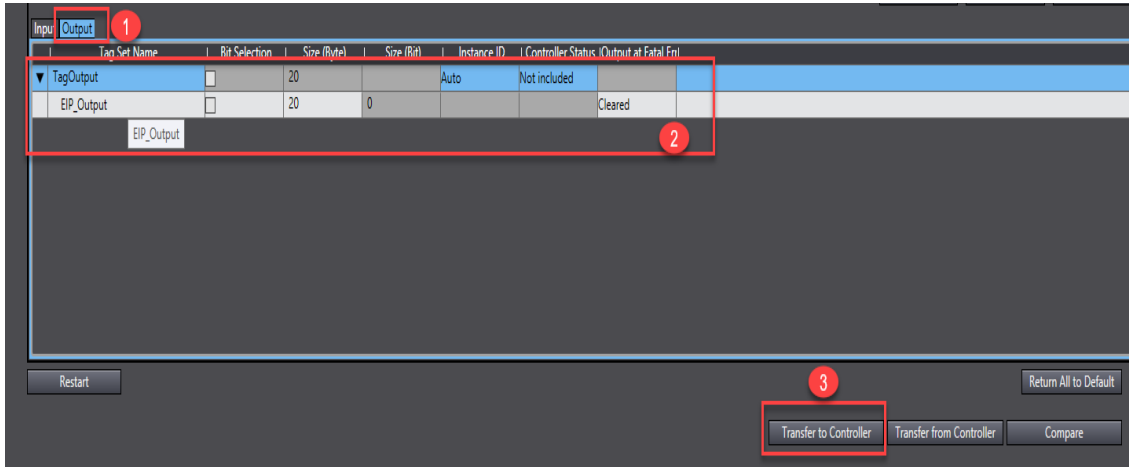 Input Output 1
Tag Set Name | Bit Selection | Size (Byte) | Size (Bit) | Instance ID | Controller Status |Output at Fatal Err|
▼ TagOutput 20 Auto Not included
EIP_Output 20 0 Cleared
EIP_Output
2
Restart 3 Return All to Default
Transfer to Controller Transfer from Controller Compare